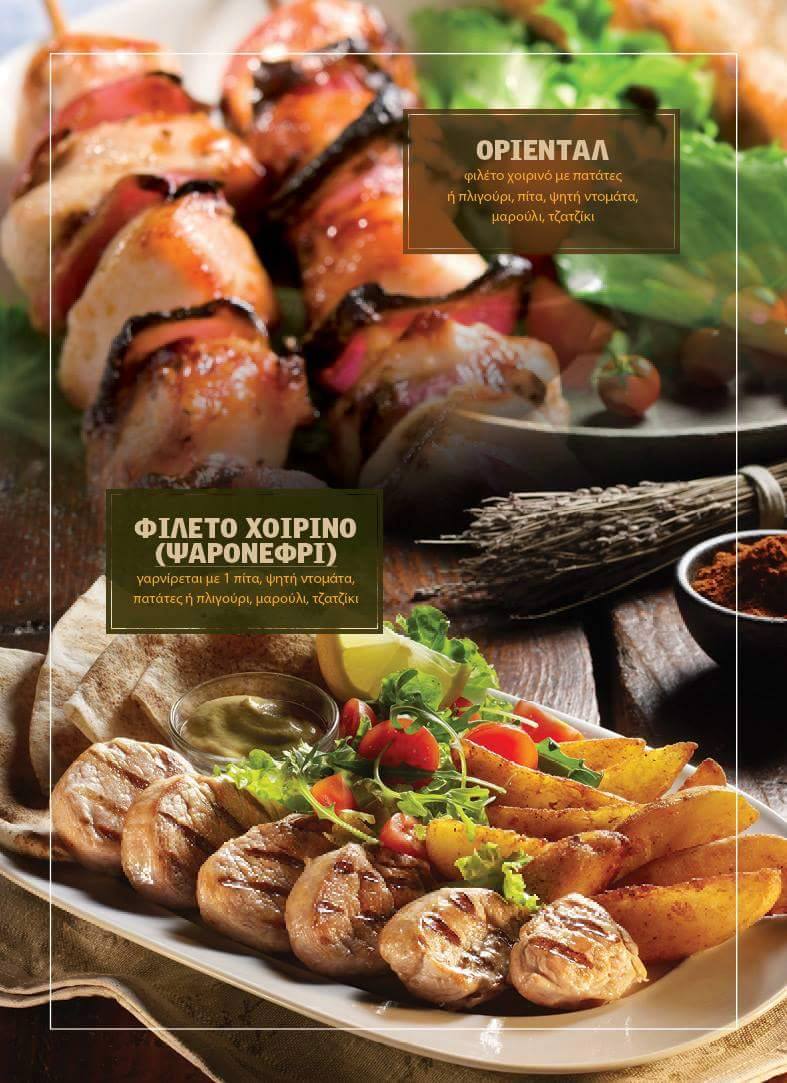 ΟΡΙΕΝΤΑΛ
φιλέτο χοιρινό με πατάτες
ή πλιγούρι, πίτα, ψητή ντομάτα,
μαρούλι, τζατζίκι
ΦΙΛΕΤΟ ΧΟΙΡΙΝΟ
(ΨΑΡΟΝΕΦΡΙ)
γαρνίρεται με 1 πίτα, ψητή ντομάτα,
πατάτες ή πλιγούρι, μαρούλι, τζατζίκι